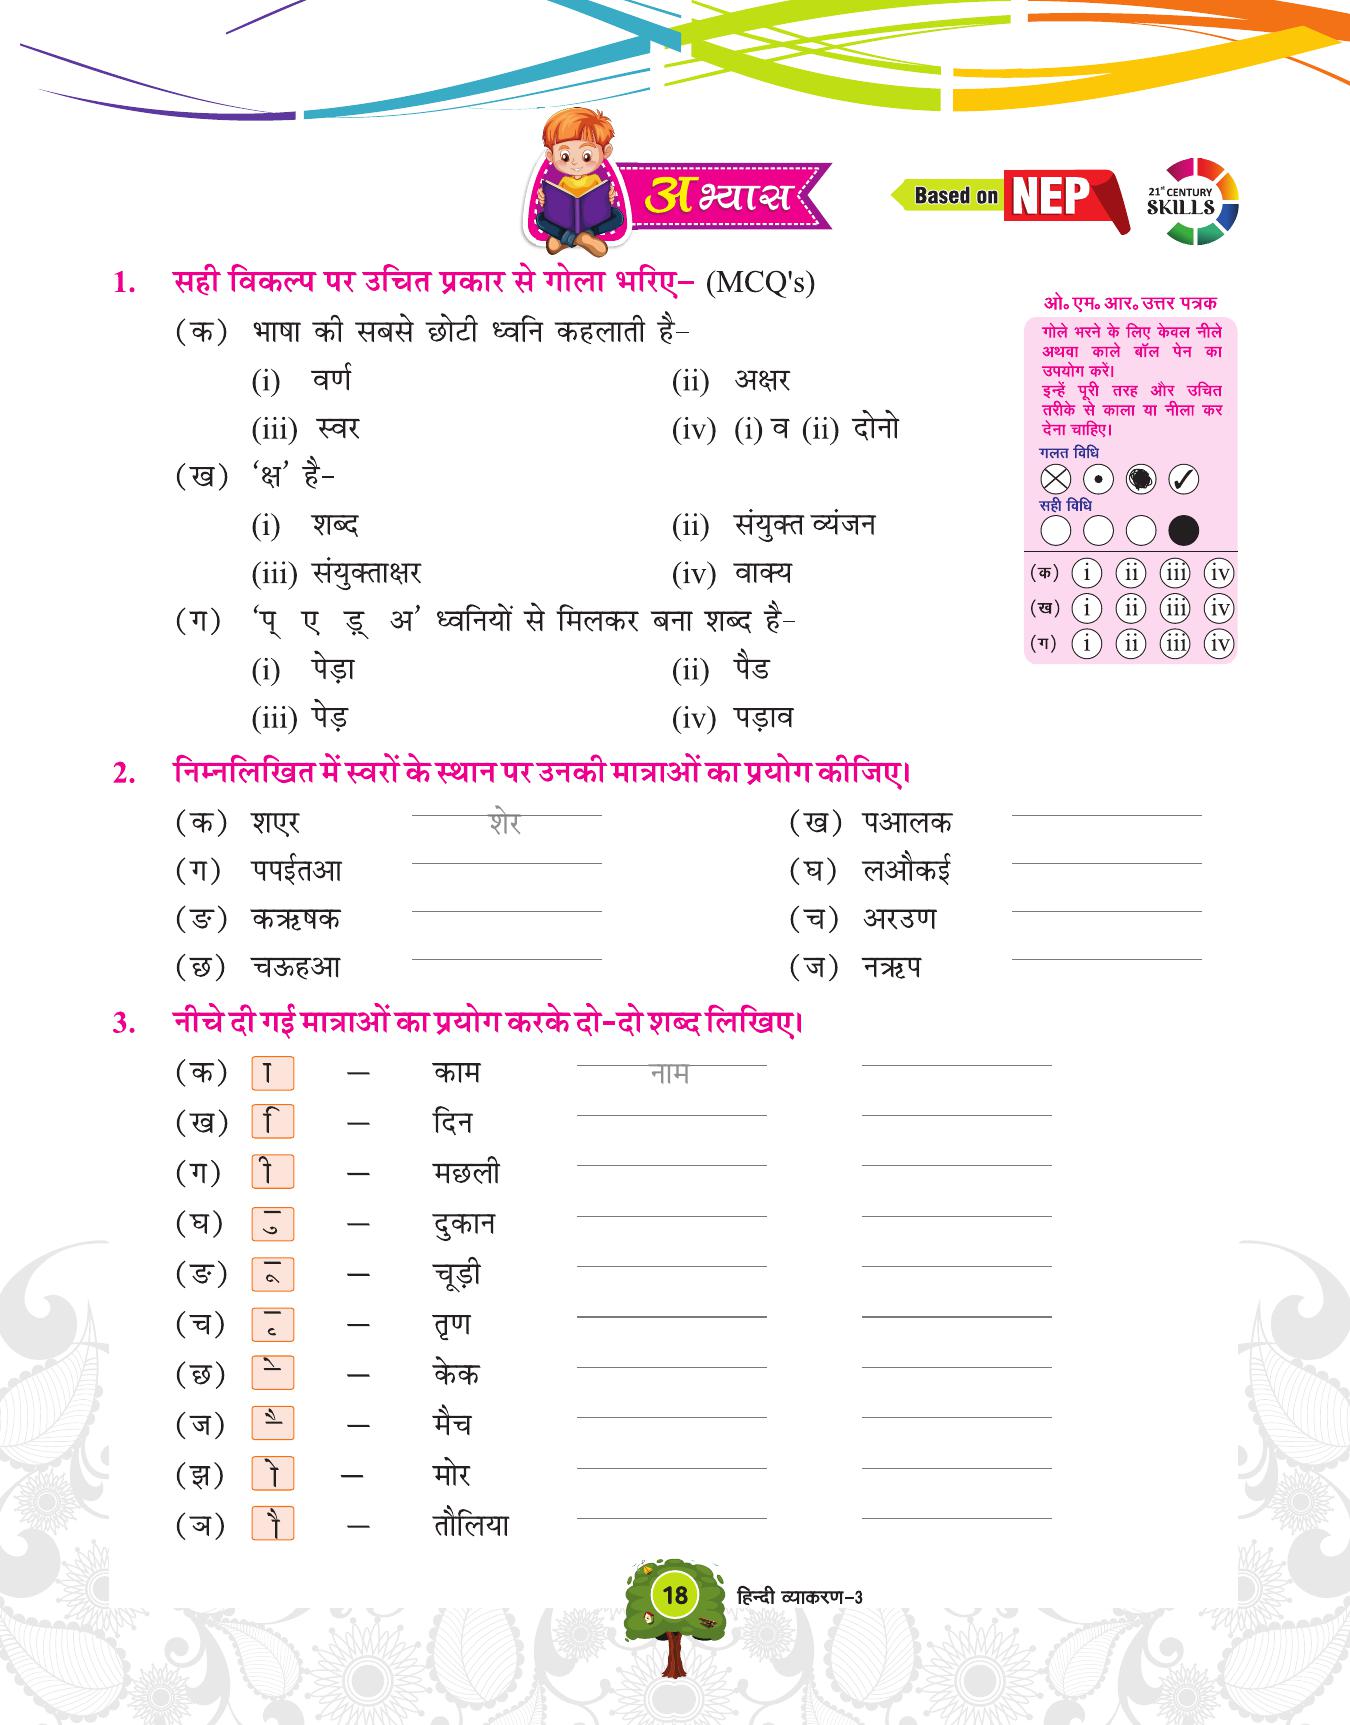 अभ्यास
Based on NEP
21st CENTURY
SKILLS
1. सही विकल्प पर उचित प्रकार से गोला भरिए– (MCQ's)
(क) भाषा की सबसे छोटी ध्वनि कहलाती है–
(i) वर्ण (ii) अक्षर
(iii) स्वर (iv) (i) व (ii) दोनो
(ख) ‘क्ष’ है–
(i) शब्द (ii) संयुक्त व्यंजन
(iii) संयुक्ताक्षर (iv) वाक्य
(ग) ‘प् ए ड़् अ’ ध्वनियों से मिलकर बना शब्द है–
(i) पेड़ा (ii) पैड
(iii) पेड़ (iv) पड़ाव
ओ॰ एम॰ आर॰ उत्तर पत्रक
गोले भरने के लिए केवल नीले
अथवा काले बॉल पेन का
उपयोग करें।
इन्हें पूरी तरह और उचित
तरीके से काला या नीला कर
देना चाहिए।
गलत विधि
सही विधि
(क) i ii iii iv
(ख) i ii iii iv
(ग) i ii iii iv
2. निम्नलिखित में स्वरों के स्थान पर उनकी मात्राओं का प्रयोग कीजिए।
(क) शएर शेर (ख) पआलक
(ग) पपईतआ (घ) लऔकई
(ङ) कऋषक (च) अरउण
(छ) चऊहआ (ज) नऋप
3. नीचे दी गई मात्राओं का प्रयोग करके दो-दो शब्द लिखिए।
(क) ा – काम नाम
(ख) ि – दिन
(ग) ी – मछली
(घ) ु – दुकान
(ङ) ू – चूड़ी
(च) ृ – तृण
(छ) े – केक
(ज) ै – मैच
(झ) ो – मोर
(ञ) ौ – तौलिया
18 हिन्दी व्याकरण-3